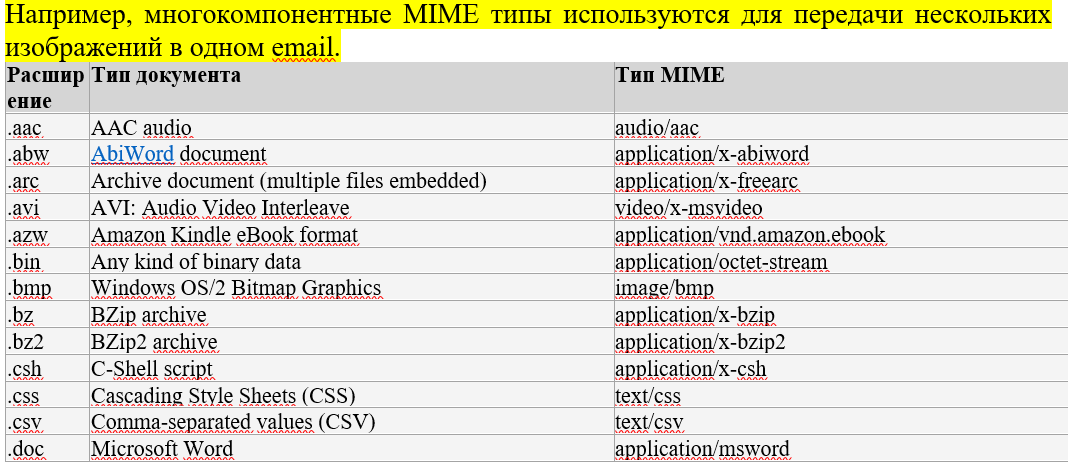 Например, многокомпонентные MIME типы используются для передачи нескольких
изображений в одном email.
Расшир Тип документа Тип MIME
ение
.aac AAC audio audio/aac
.abw AbiWord document application/x-abiword
.arc Archive document (multiple files embedded) application/x-freearc
.avi AVI: Audio Video Interleave video/x-msvideo
.azw Amazon Kindle eBook format application/vnd.amazon.ebook
.bin Any kind of binary data application/octet-stream
.bmp Windows OS/2 Bitmap Graphics image/bmp
.bz BZip archive application/x-bzip
.bz2 BZip2 archive application/x-bzip2
.csh C-Shell script application/x-csh
.css Cascading Style Sheets (CSS) text/css
.csv Comma-separated values (CSV) text/csv
.doc Microsoft Word application/msword